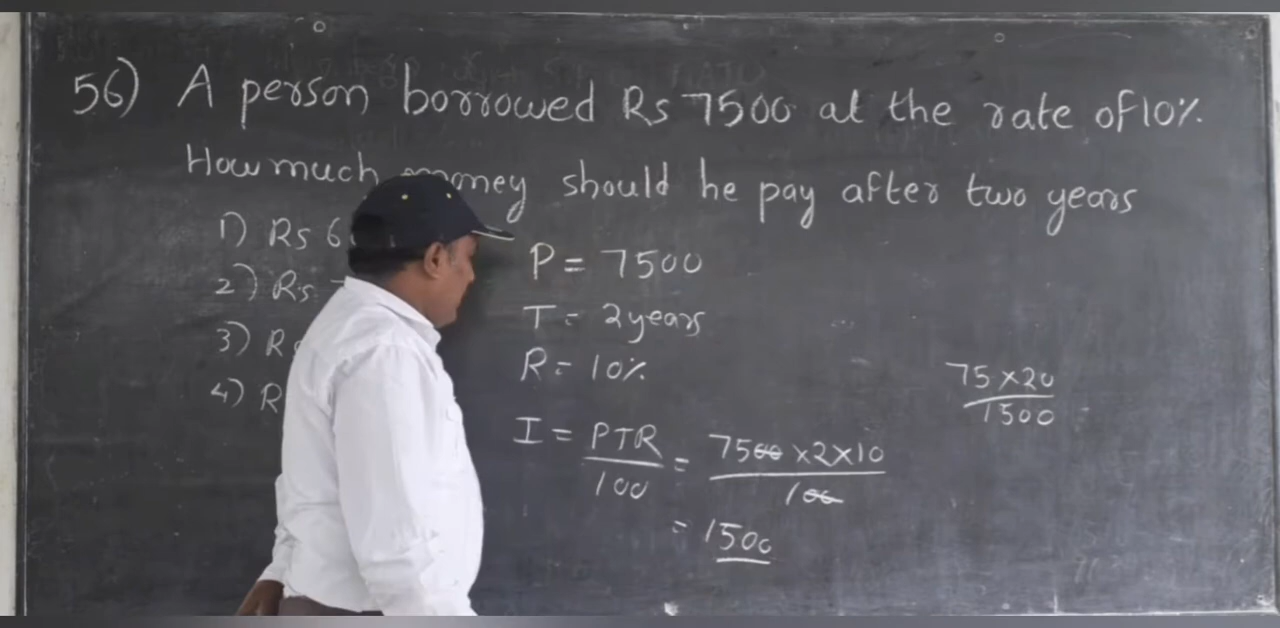 56) A person borrowed Rs 7500 at the rate of 10%.
How much money should he pay after two years
1) Rs 6
2) Rs
3) R
4) R
P = 7500
T = 2 years
R = 10%
I = PTR/100 = 7500 × 2 × 10/100
= 1500
75 × 20
1500